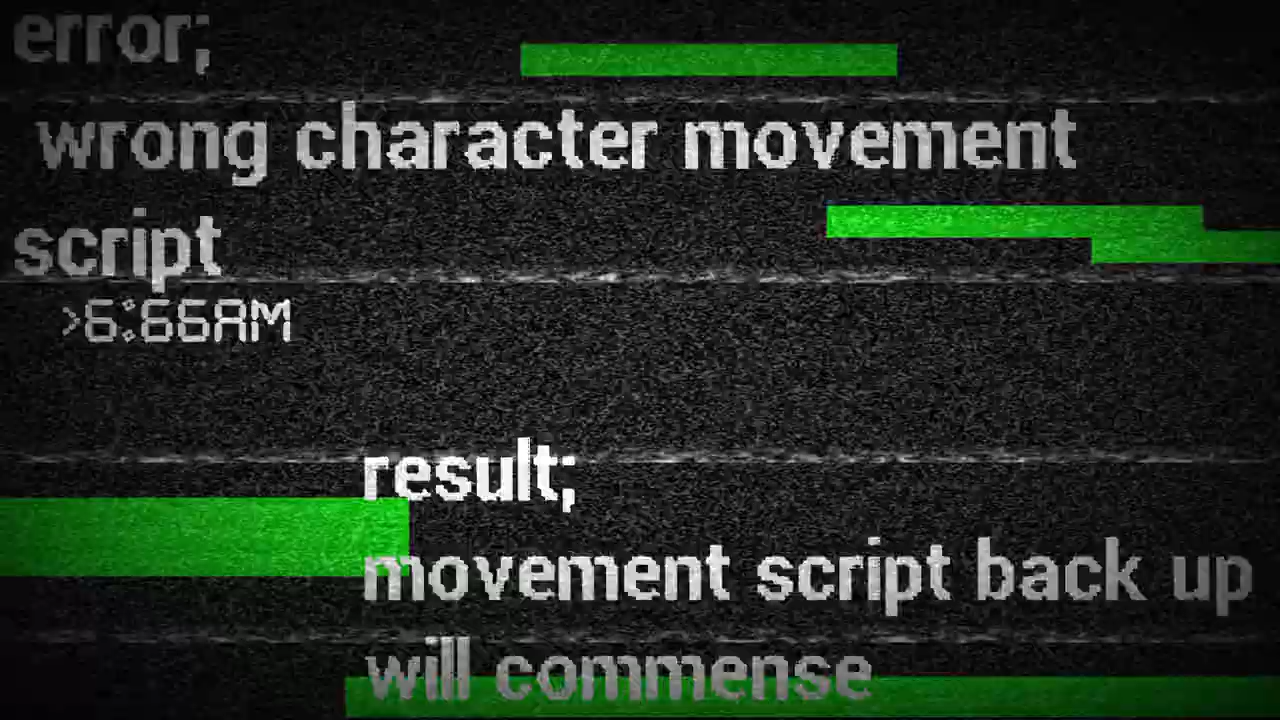 error;
wrong character movement
script
>6:66AM
result;
movement script back up
will commense